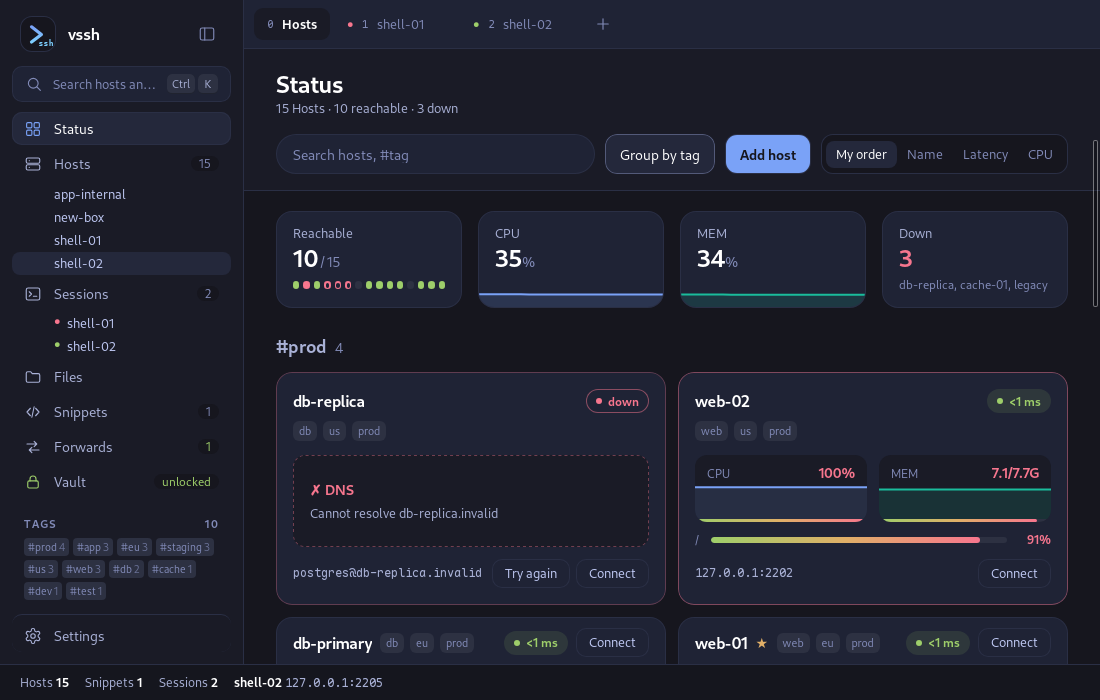 ssh
vssh
Search hosts an… Ctrl K
Status
Hosts 15
app-internal
new-box
shell-01
shell-02
Sessions 2
shell-01
shell-02
Files
Snippets 1
Forwards 1
Vault unlocked
TAGS 10
#prod 4 #app 3 #eu 3 #staging 3
#us 3 #web 3 #db 2 #cache 1
#dev 1 #test 1
Settings
0 Hosts 1 shell-01 2 shell-02 +
Status
15 Hosts · 10 reachable · 3 down
Search hosts, #tag Group by tag Add host My order Name Latency CPU
Reachable
10 / 15
CPU
35%
MEM
34%
Down
3
db-replica, cache-01, legacy
#prod 4
db-replica down
db us prod
✗ DNS
Cannot resolve db-replica.invalid
postgres@db-replica.invalid Try again Connect
web-02 <1 ms
web us prod
CPU 100% MEM 7.1/7.7G
/ 91%
127.0.0.1:2202 Connect
db-primary db eu prod <1 ms Connect
web-01 ★ web eu prod <1 ms Connect
Hosts 15 Snippets 1 Sessions 2 shell-02 127.0.0.1:2205